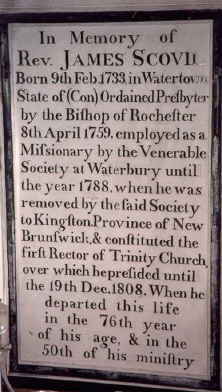 In Memory of
Rev. JAMES SCOVIL
Born 9th Feb. 1733, in Watertown
State of (Con) Ordained Preſbyter
by the Biſhop of Rocheſter
8th April 1759, employed as a
Miſsionary by the Venerable
Society at Waterbury until
the year 1788, when he was
removed by the ſaid Society
to Kingſton, Province of New
Brunſwick, & conſtituted the
firſt Rector of Trinity Church,
over which he preſided until
the 19th Dec. 1808. When he
departed this life
in the 76th year
of his age, & in the
50th of his miniſtry